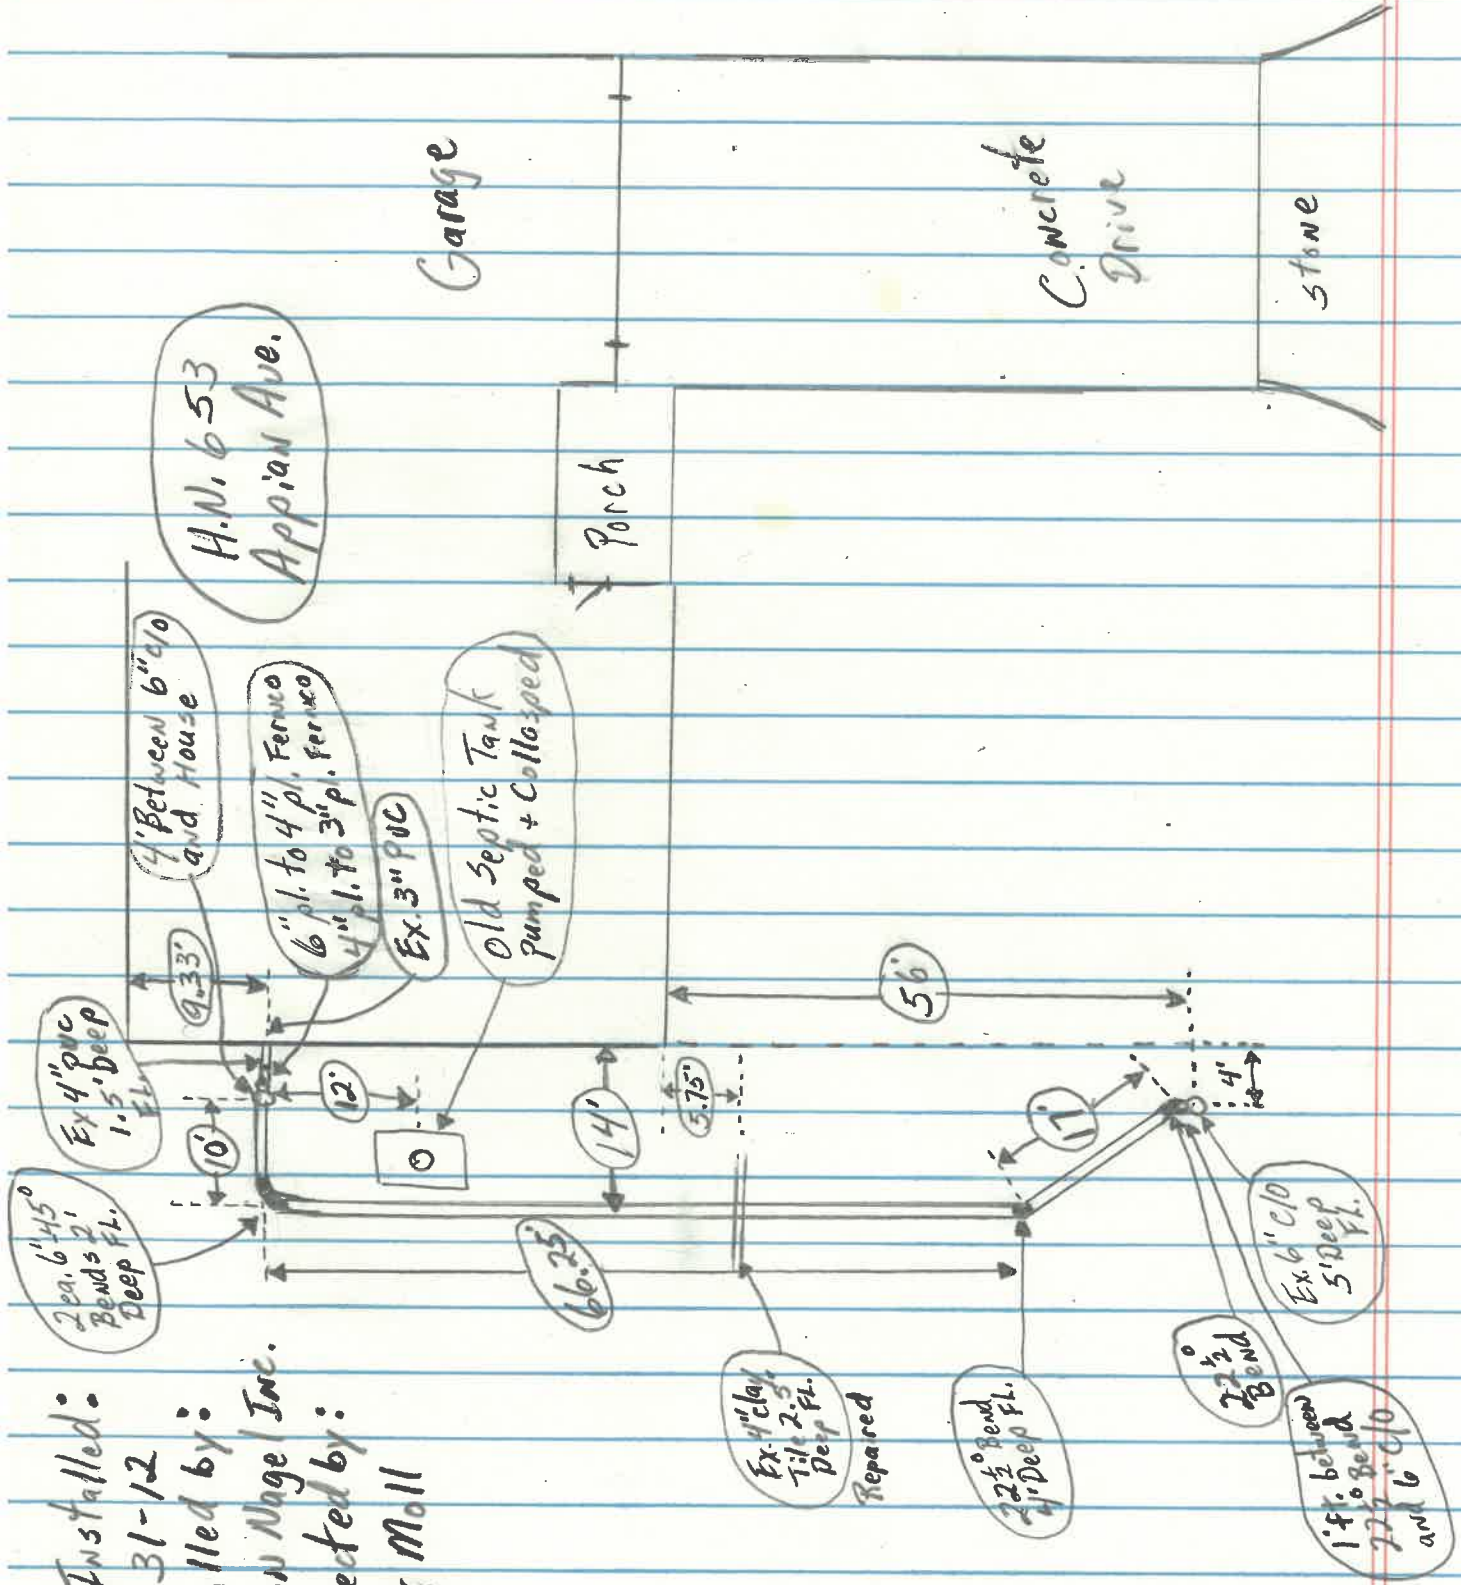 Installed:
31-12
lled by:
N Nagel Inc.
ected by:
Moll
H.N. 653
Appian Ave.
Garage
Porch
Concrete
Drive
stone
4' Between 6" c/o
and House
6" pl. to 4" pl. Fernco
4" pl. to 3" pl. Fernco
Ex. 3" PVC
Old Septic Tank
Pumped + Collasped
Ex 4" PVC
1.5' Deep
FL.
2 ea. 6" 45°
Bends 2'
Deep FL.
9.33'
10'
12'
14'
5.75'
66.25'
56'
17'
4'
Ex. 4" clay
Tile 2.5'
Deep FL.
Repaired
22½° Bend
4' Deep FL.
22½°
Bend
Ex. 6" c/o
5' Deep
FL.
1' ft. between
22½° Bend
and 6" c/o